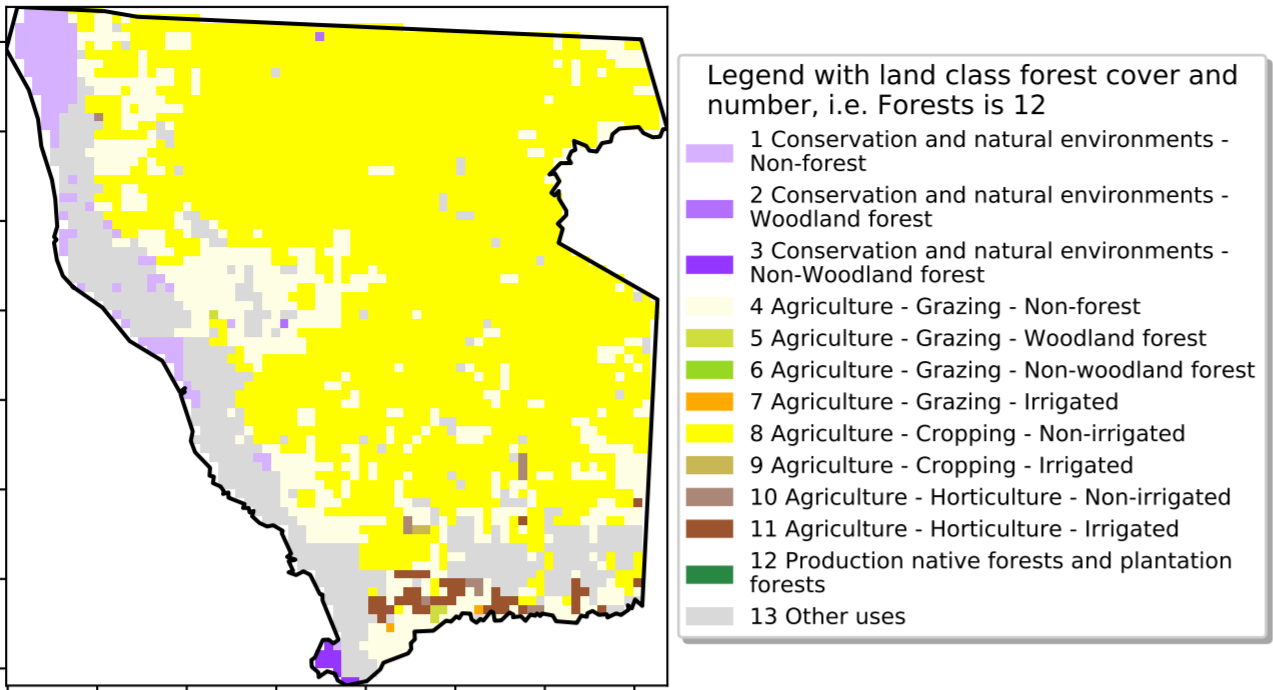 Legend with land class forest cover and
number, i.e. Forests is 12
1 Conservation and natural environments -
Non-forest
2 Conservation and natural environments -
Woodland forest
3 Conservation and natural environments -
Non-Woodland forest
4 Agriculture - Grazing - Non-forest
5 Agriculture - Grazing - Woodland forest
6 Agriculture - Grazing - Non-woodland forest
7 Agriculture - Grazing - Irrigated
8 Agriculture - Cropping - Non-irrigated
9 Agriculture - Cropping - Irrigated
10 Agriculture - Horticulture - Non-irrigated
11 Agriculture - Horticulture - Irrigated
12 Production native forests and plantation
forests
13 Other uses